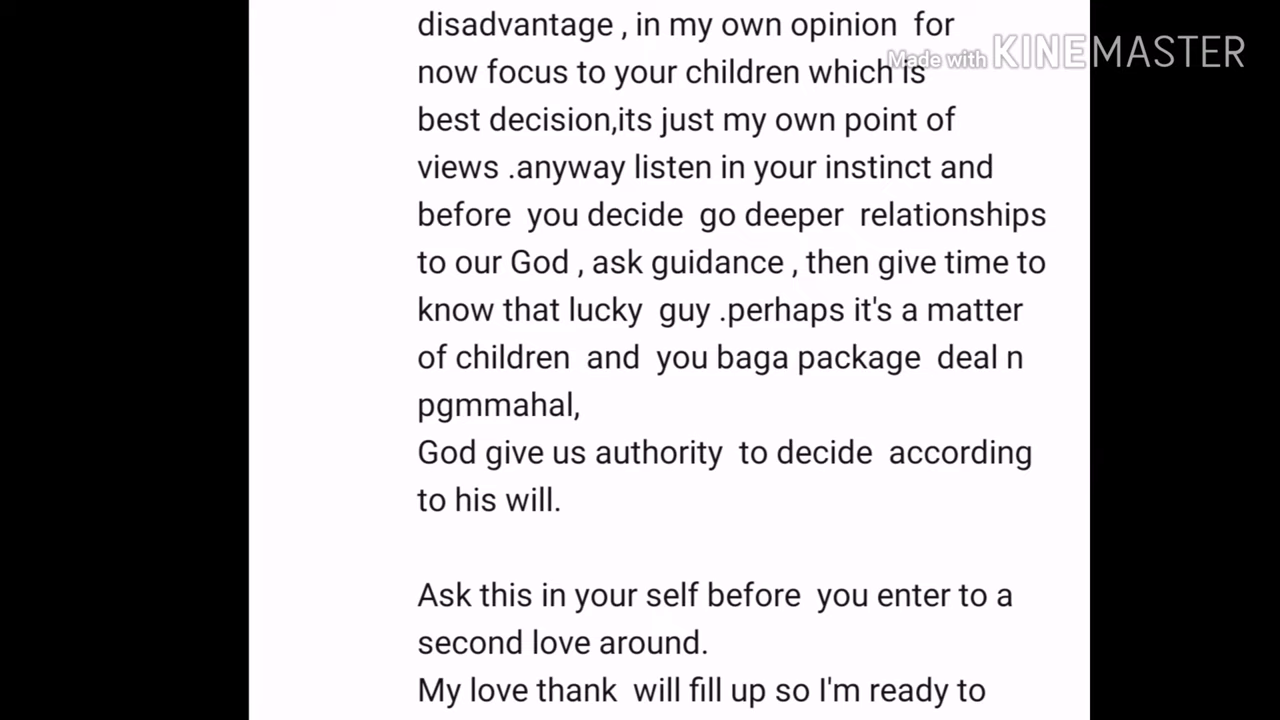 disadvantage , in my own opinion  for
Made with KINEMASTER
now focus to your children which is
best decision,its just my own point of
views .anyway listen in your instinct and
before  you decide  go deeper  relationships
to our God , ask guidance , then give time to
know that lucky  guy .perhaps it's a matter
of children  and  you baga package  deal n
pgmmahal,
God give us authority  to decide  according
to his will.
Ask this in your self before  you enter to a
second love around.
My love thank  will fill up so I'm ready to